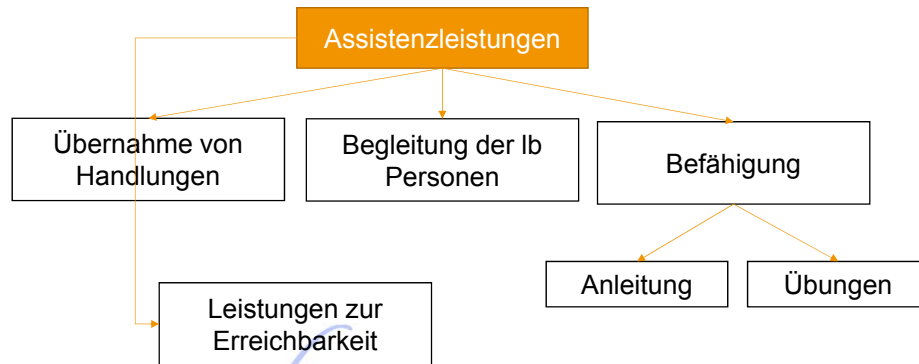 Assistenzleistungen
Übernahme von
Handlungen
Begleitung der lb
Personen
Befähigung
Anleitung
Übungen
Leistungen zur
Erreichbarkeit